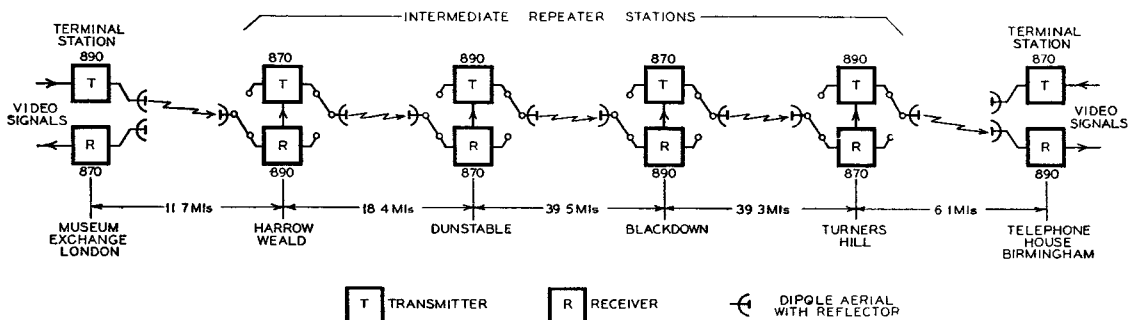 INTERMEDIATE REPEATER STATIONS
TERMINAL STATION
890
870
890
870
890
TERMINAL STATION
870
T
T
T
T
T
T
VIDEO SIGNALS
VIDEO SIGNALS
R
R
R
R
R
R
870
890
870
890
870
890
11.7 Mls
18.4 Mls
39.5 Mls
39.3 Mls
6.1 Mls
MUSEUM EXCHANGE LONDON
HARROW WEALD
DUNSTABLE
BLACKDOWN
TURNERS HILL
TELEPHONE HOUSE BIRMINGHAM
T TRANSMITTER
R RECEIVER
DIPOLE AERIAL WITH REFLECTOR